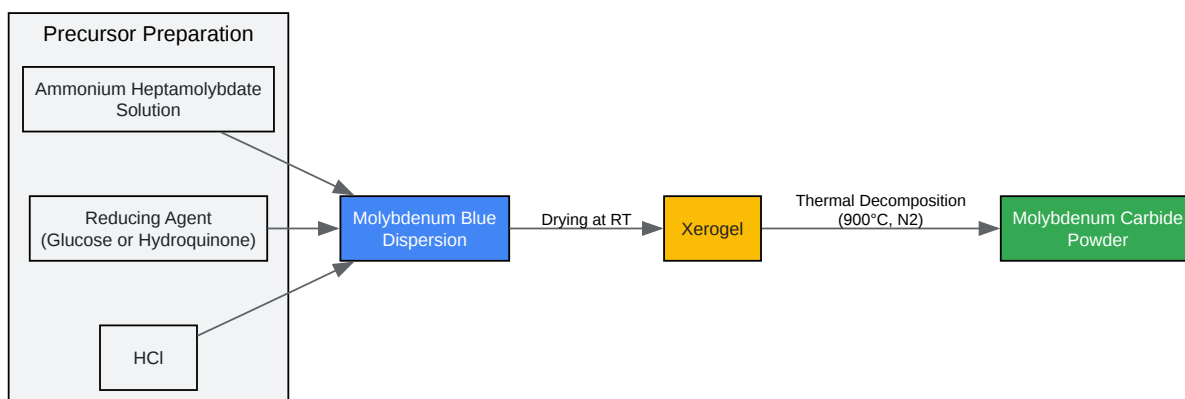 Precursor Preparation
Ammonium Heptamolybdate
Solution
Reducing Agent
(Glucose or Hydroquinone)
HCl
Molybdenum Blue
Dispersion
Drying at RT
Xerogel
Thermal Decomposition
(900°C, N2)
Molybdenum Carbide
Powder